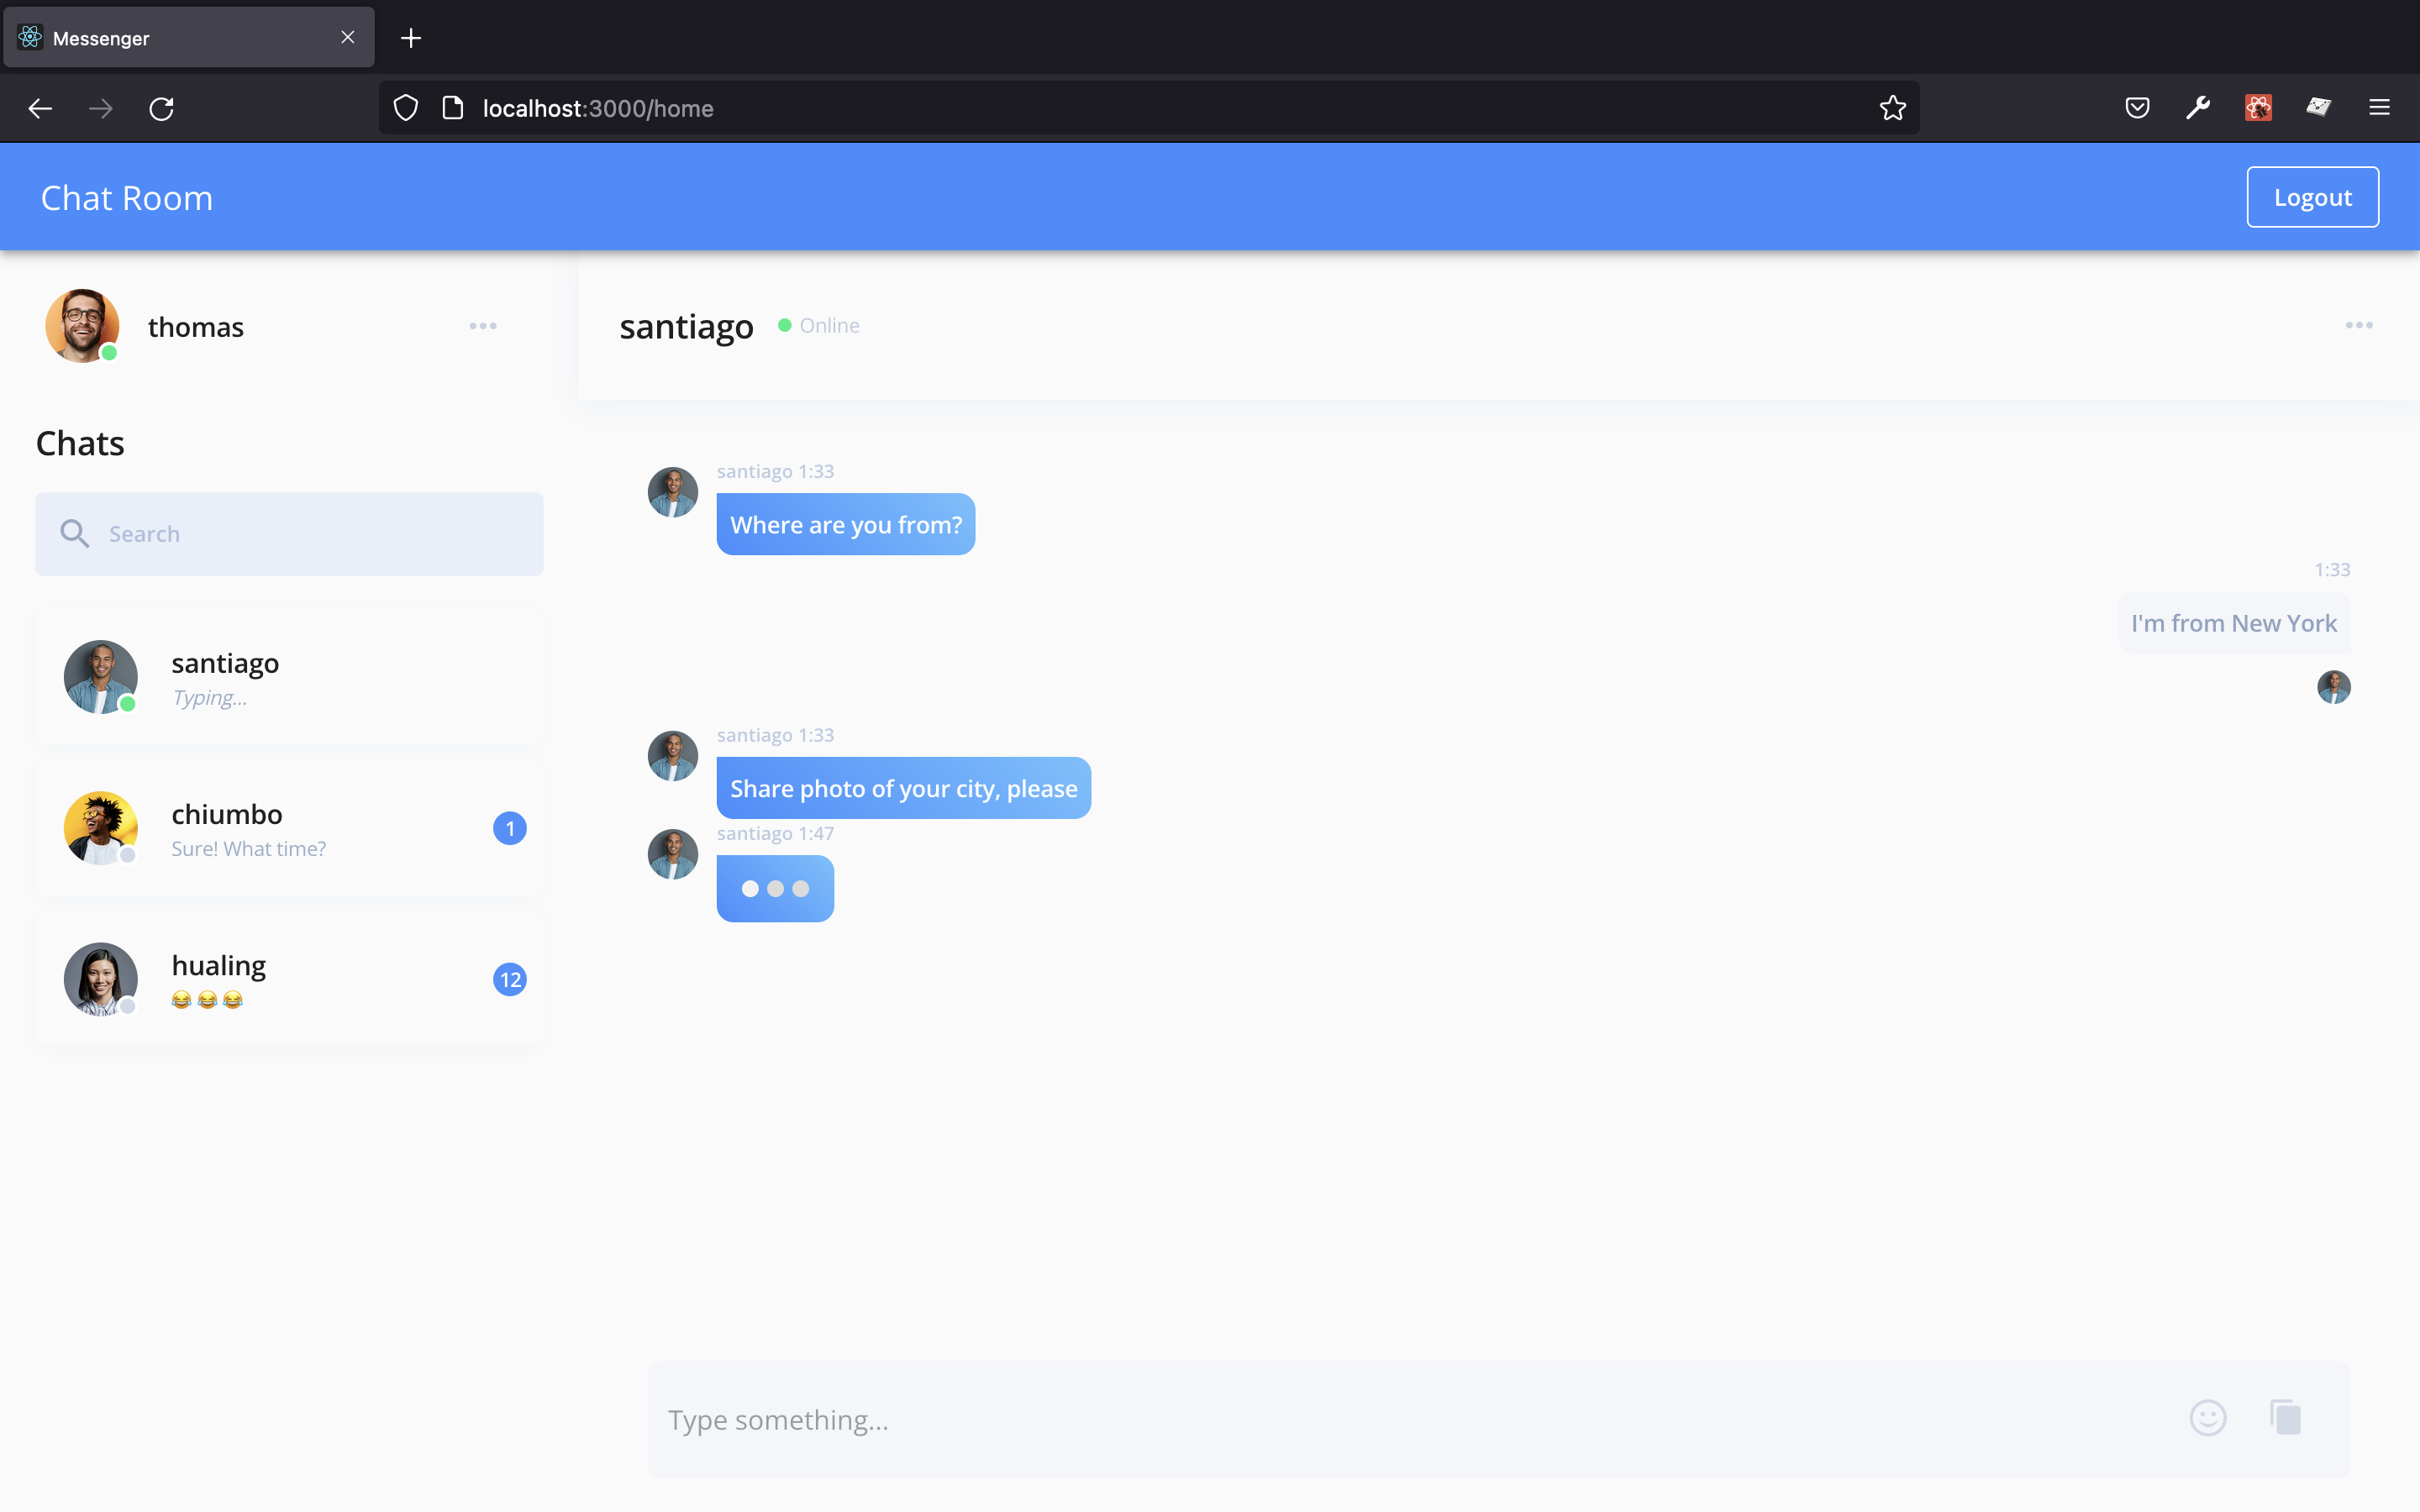 Messenger
localhost:3000/home
Chat Room
Logout
thomas
Chats
Search
santiago
Typing...
chiumbo
Sure! What time?
1
hualing
😂 😂 😂
12
santiago
Online
santiago 1:33
Where are you from?
1:33
I'm from New York
santiago 1:33
Share photo of your city, please
santiago 1:47
Type something...